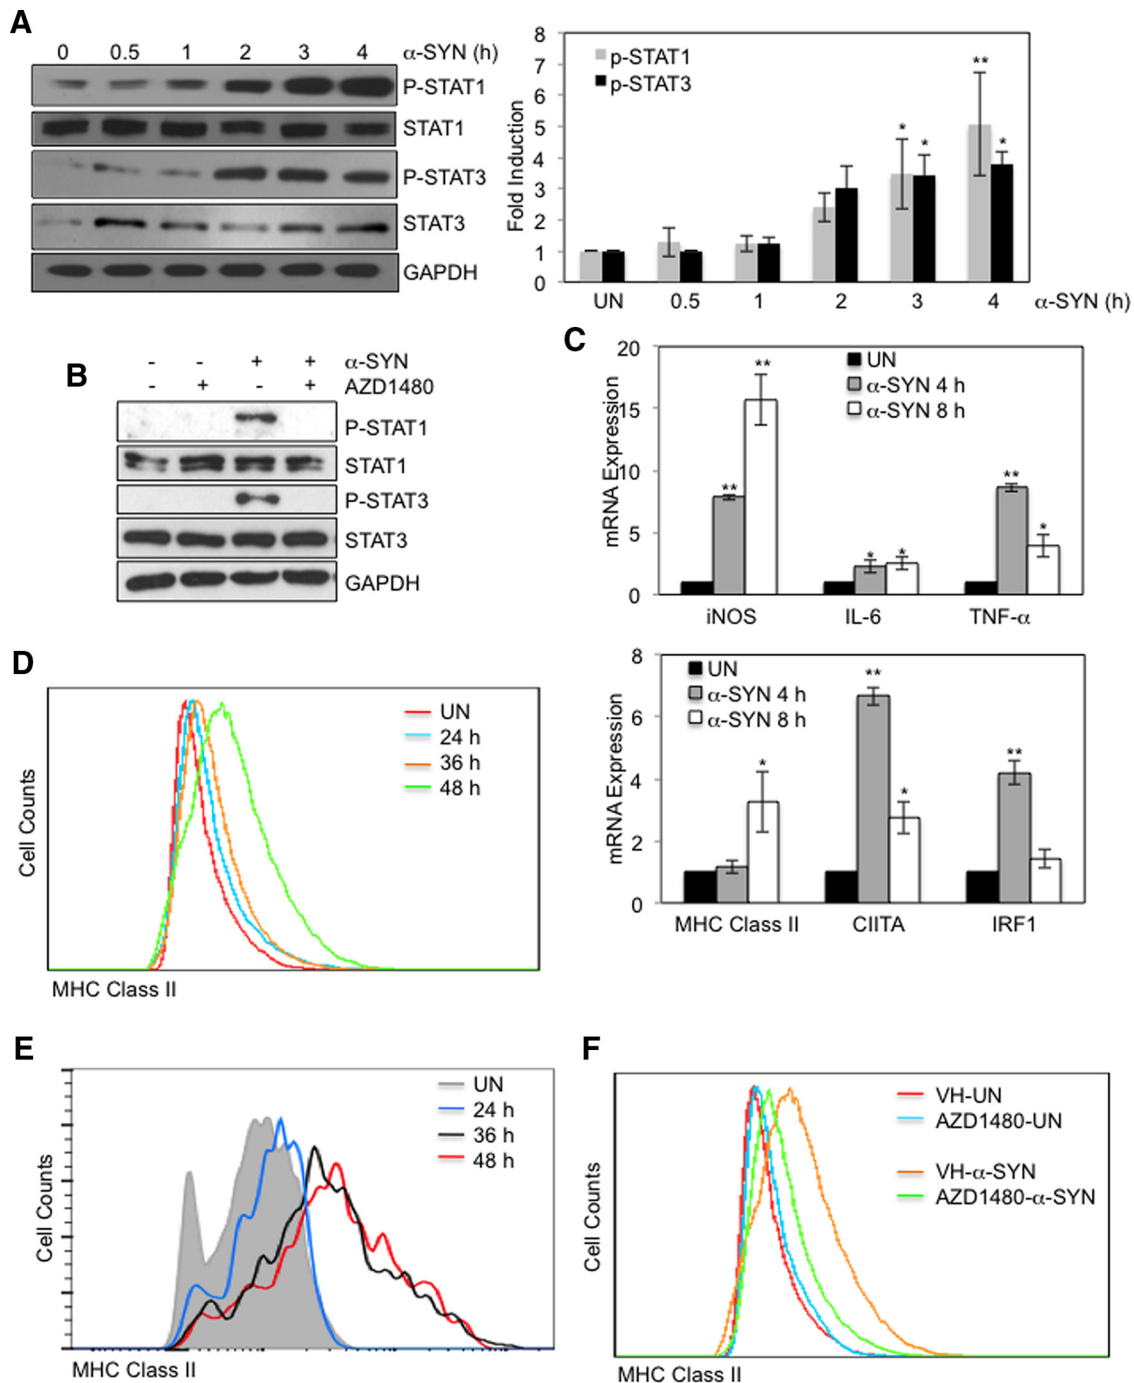 A
0 0.5 1 2 3 4 α-SYN (h)
P-STAT1
STAT1
P-STAT3
STAT3
GAPDH
8
7
6
5
4
3
2
1
0
Fold Induction
p-STAT1
p-STAT3
*
*
**
*
UN 0.5 1 2 3 4 α-SYN (h)
B
- - + + α-SYN
- + - + AZD1480
P-STAT1
STAT1
P-STAT3
STAT3
GAPDH
C
20
15
10
5
0
mRNA Expression
UN
α-SYN 4 h
α-SYN 8 h
**
**
*
*
**
*
iNOS IL-6 TNF-α
8
6
4
2
0
mRNA Expression
UN
α-SYN 4 h
α-SYN 8 h
*
**
*
**
MHC Class II CIITA IRF1
D
Cell Counts
UN
24 h
36 h
48 h
MHC Class II
E
Cell Counts
UN
24 h
36 h
48 h
MHC Class II
F
Cell Counts
VH-UN
AZD1480-UN
VH-α-SYN
AZD1480-α-SYN
MHC Class II